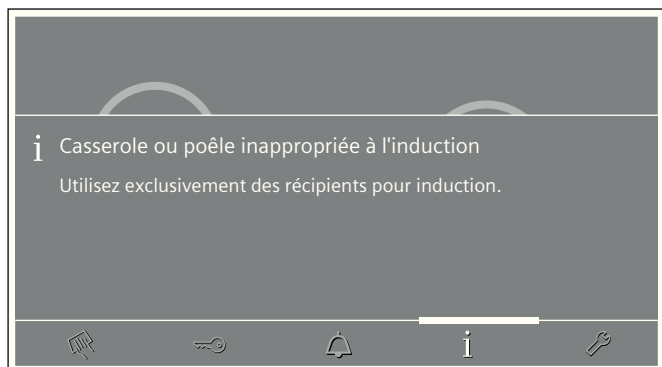 i Casserole ou poêle inappropriée à l'induction
Utilisez exclusivement des récipients pour induction.
i